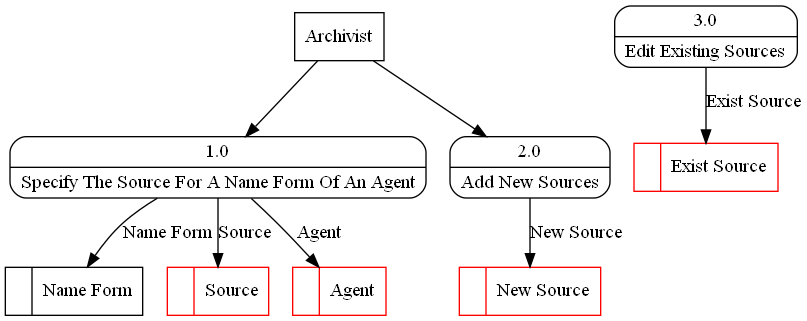 Archivist
3.0
Edit Existing Sources
Exist Source
1.0
Specify The Source For A Name Form Of An Agent
2.0
Add New Sources
Exist Source
Name Form
Source
Agent
New Source
Name Form
Source
Agent
New Source